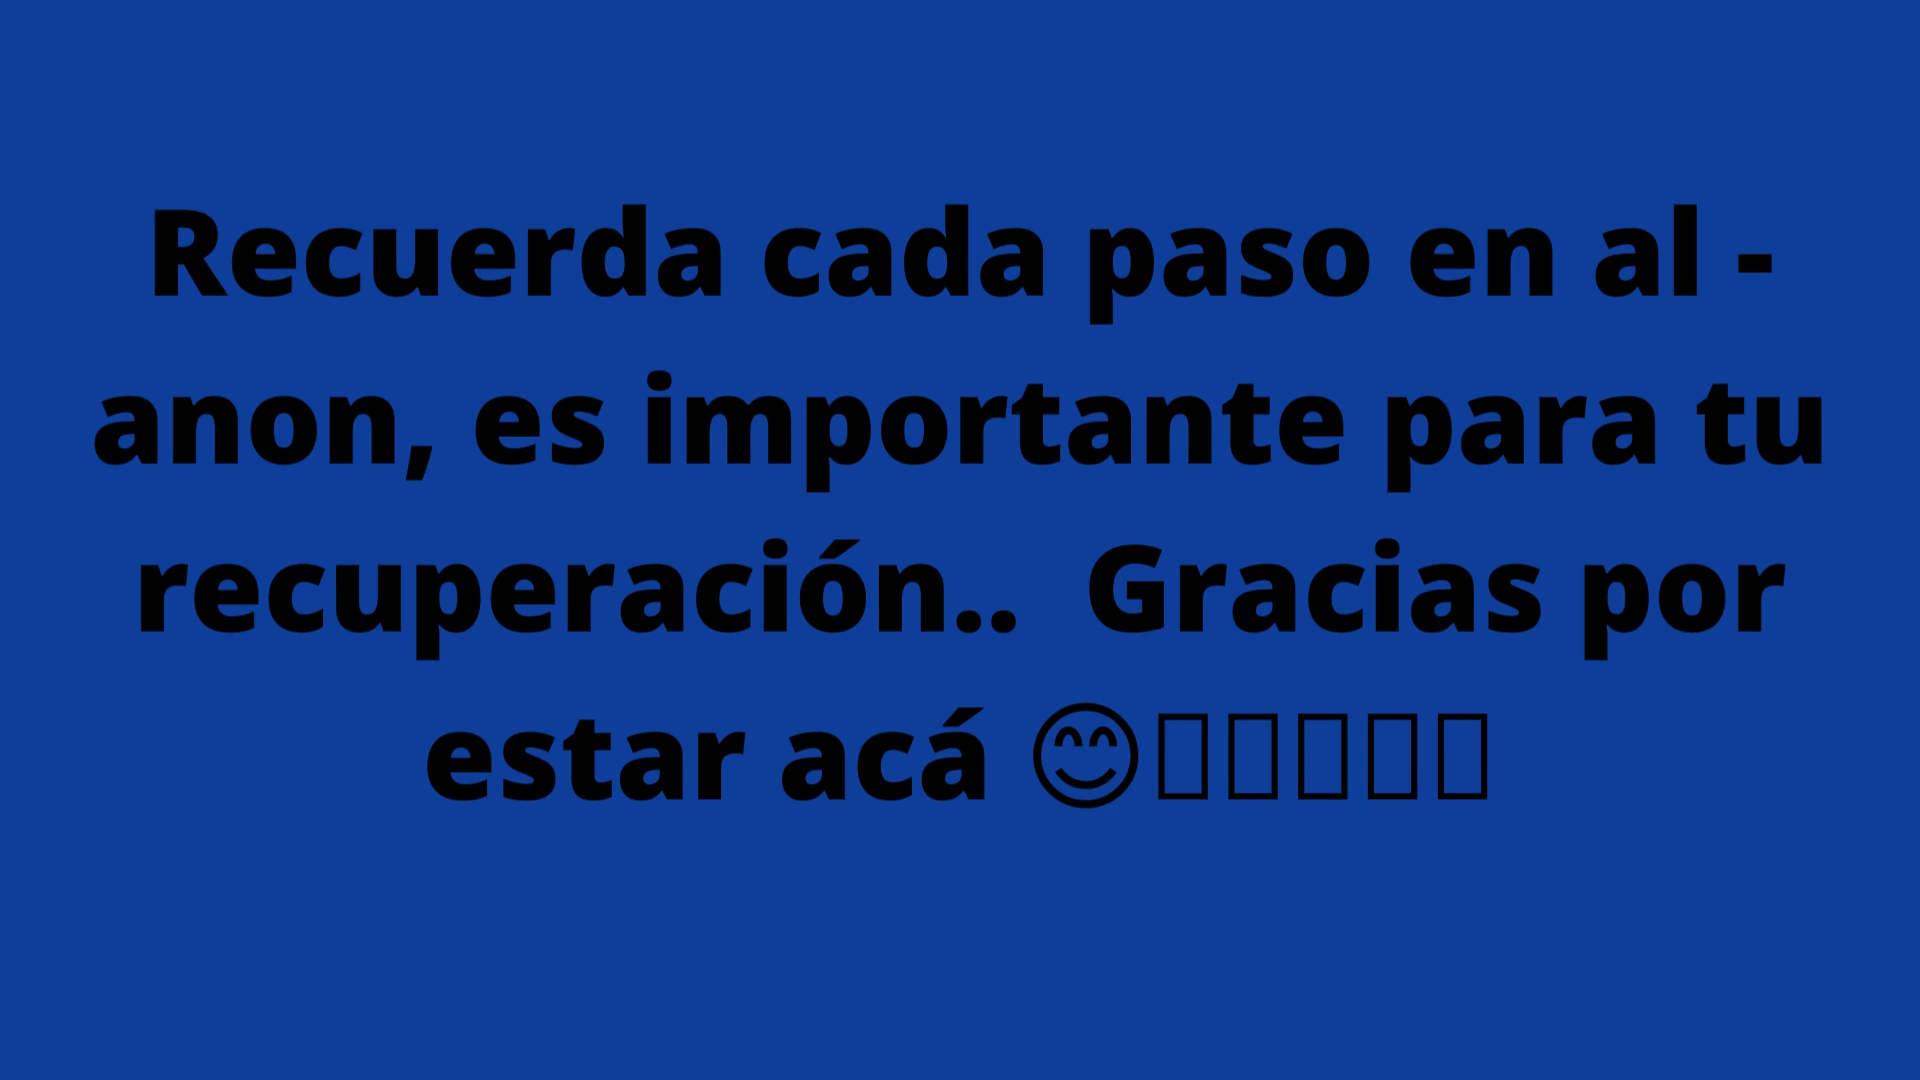 Recuerda cada paso en al -
anon, es importante para tu
recuperación..  Gracias por
estar acá 😊